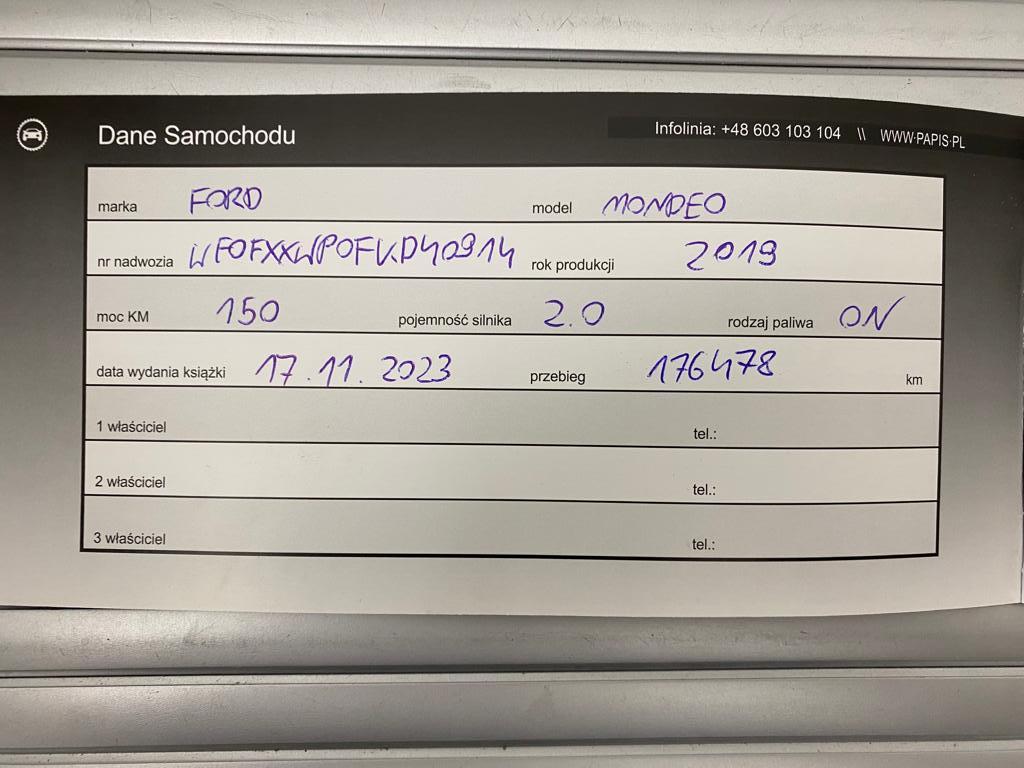 Dane Samochodu Infolinia: +48 603 103 104 \\ WWW.PAPIS.PL
marka FORD model MONDEO
nr nadwozia WF0FXXWP0FKD40914 rok produkcji 2019
moc KM 150 pojemność silnika 2.0 rodzaj paliwa ON
data wydania książki 17.11.2023 przebieg 176478 km
1 właściciel tel.:
2 właściciel tel.:
3 właściciel tel.: